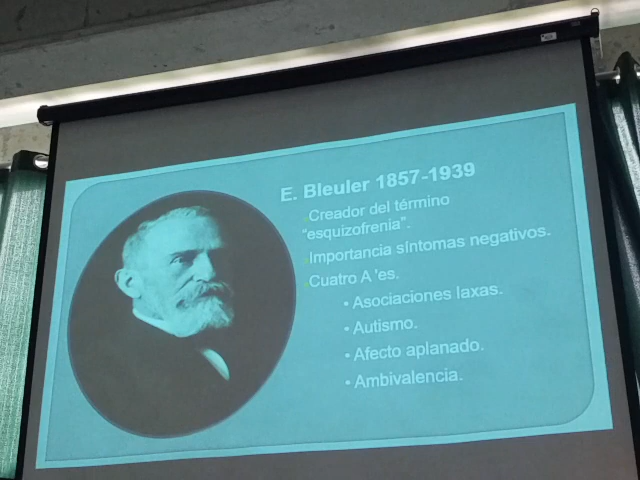 E. Bleuler 1857-1939
Creador del término
“esquizofrenia”.
Importancia síntomas negativos.
Cuatro A 'es.
• Asociaciones laxas.
• Autismo.
• Afecto aplanado.
• Ambivalencia.